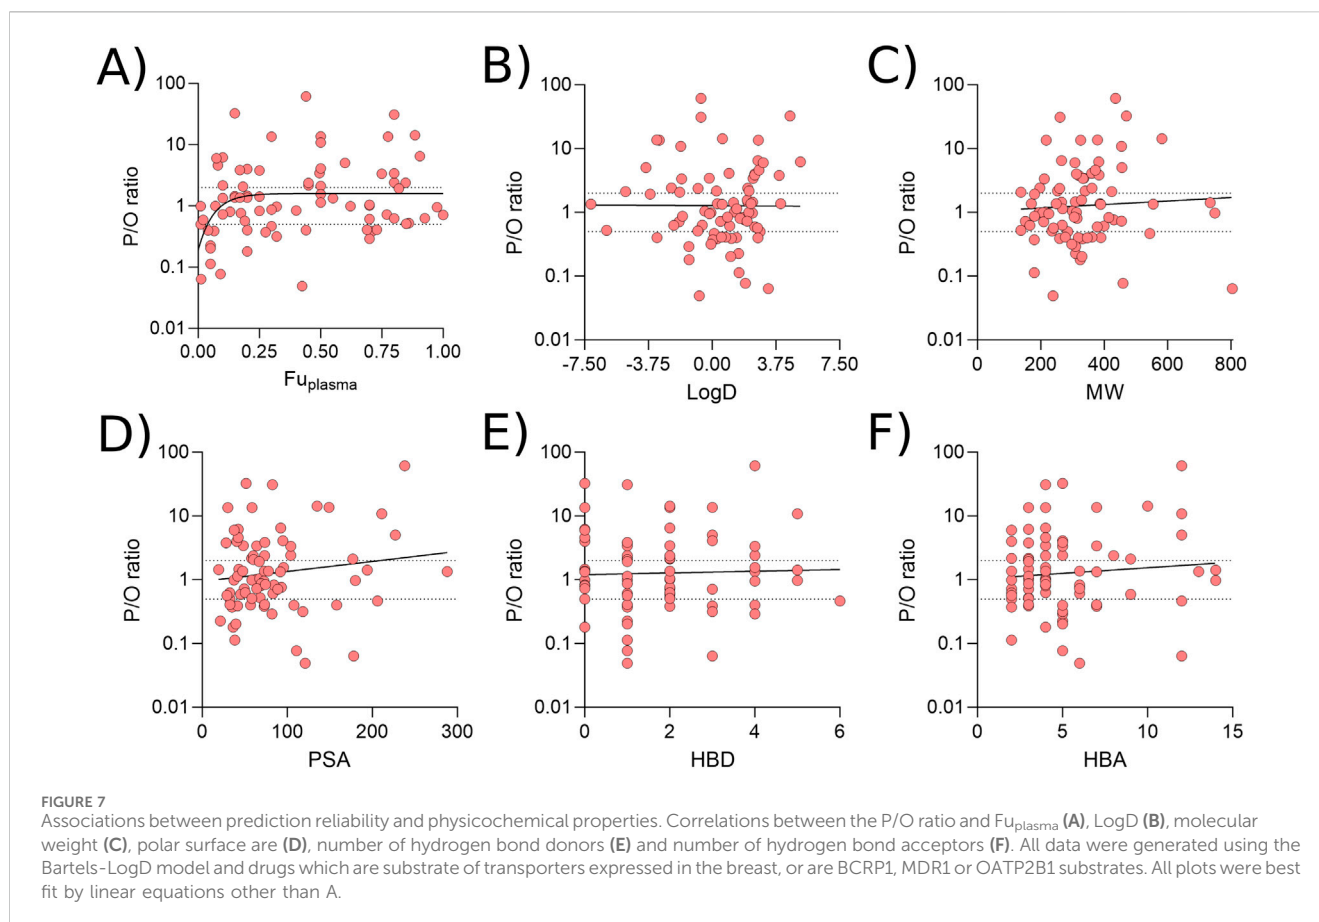 A)
100
10
1
0.1
0.01
P/O ratio
0.00
0.25
0.50
0.75
1.00
Fuplasma
B)
100
10
1
0.1
0.01
P/O ratio
-7.50
-3.75
0.00
3.75
7.50
LogD
C)
100
10
1
0.1
0.01
P/O ratio
0
200
400
600
800
MW
D)
100
10
1
0.1
0.01
P/O ratio
0
100
200
300
PSA
E)
100
10
1
0.1
0.01
P/O ratio
0
2
4
6
HBD
F)
100
10
1
0.1
0.01
P/O ratio
0
5
10
15
HBA
FIGURE 7
Associations between prediction reliability and physicochemical properties. Correlations between the P/O ratio and Fuplasma (A), LogD (B), molecular
weight (C), polar surface are (D), number of hydrogen bond donors (E) and number of hydrogen bond acceptors (F). All data were generated using the
Bartels-LogD model and drugs which are substrate of transporters expressed in the breast, or are BCRP1, MDR1 or OATP2B1 substrates. All plots were best
fit by linear equations other than A.